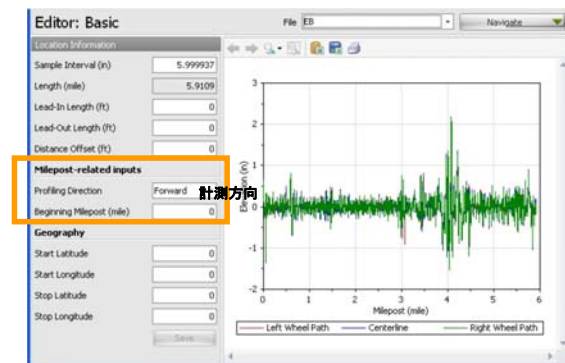 Editor: Basic
File EB
Navigate
Location Information
Sample Interval (in) 5.999937
Length (mile) 5.9109
Lead-In Length (ft) 0
Lead-Out Length (ft) 0
Distance Offset (ft) 0
Milepost-related inputs
Profiling Direction Forward 計測方向
Beginning Milepost (mile) 0
Geography
Start Latitude 0
Start Longitude 0
Stop Latitude 0
Stop Longitude 0
Save
3
2
1
0
-1
-2
(in)
0 1 2 3 4 5 6
Milepost (mile)
Left Wheel Path Centerline Right Wheel Path